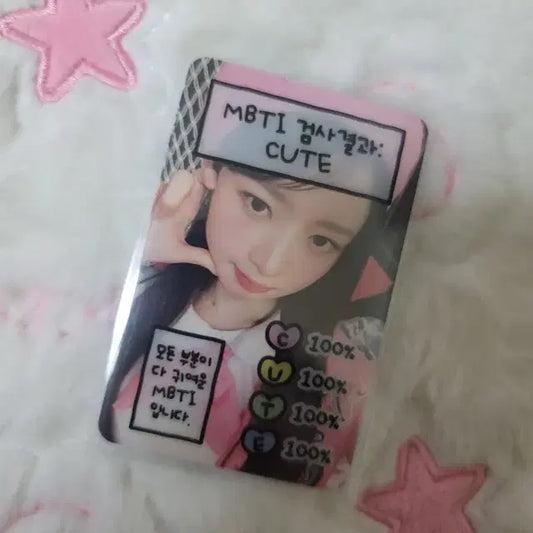 MBTI 검사결과:
CUTE
모든 부분이
다 귀여운
MBTI
입니다.
C 100%
U 100%
T 100%
E 100%